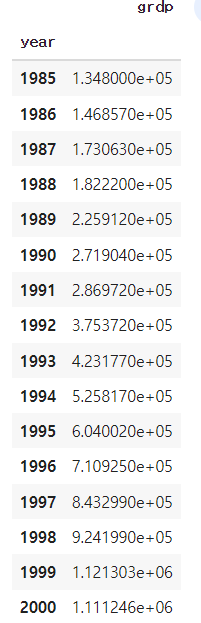 grdp
year
1985 1.348000e+05
1986 1.468570e+05
1987 1.730630e+05
1988 1.822200e+05
1989 2.259120e+05
1990 2.719040e+05
1991 2.869720e+05
1992 3.753720e+05
1993 4.231770e+05
1994 5.258170e+05
1995 6.040020e+05
1996 7.109250e+05
1997 8.432990e+05
1998 9.241990e+05
1999 1.121303e+06
2000 1.111246e+06